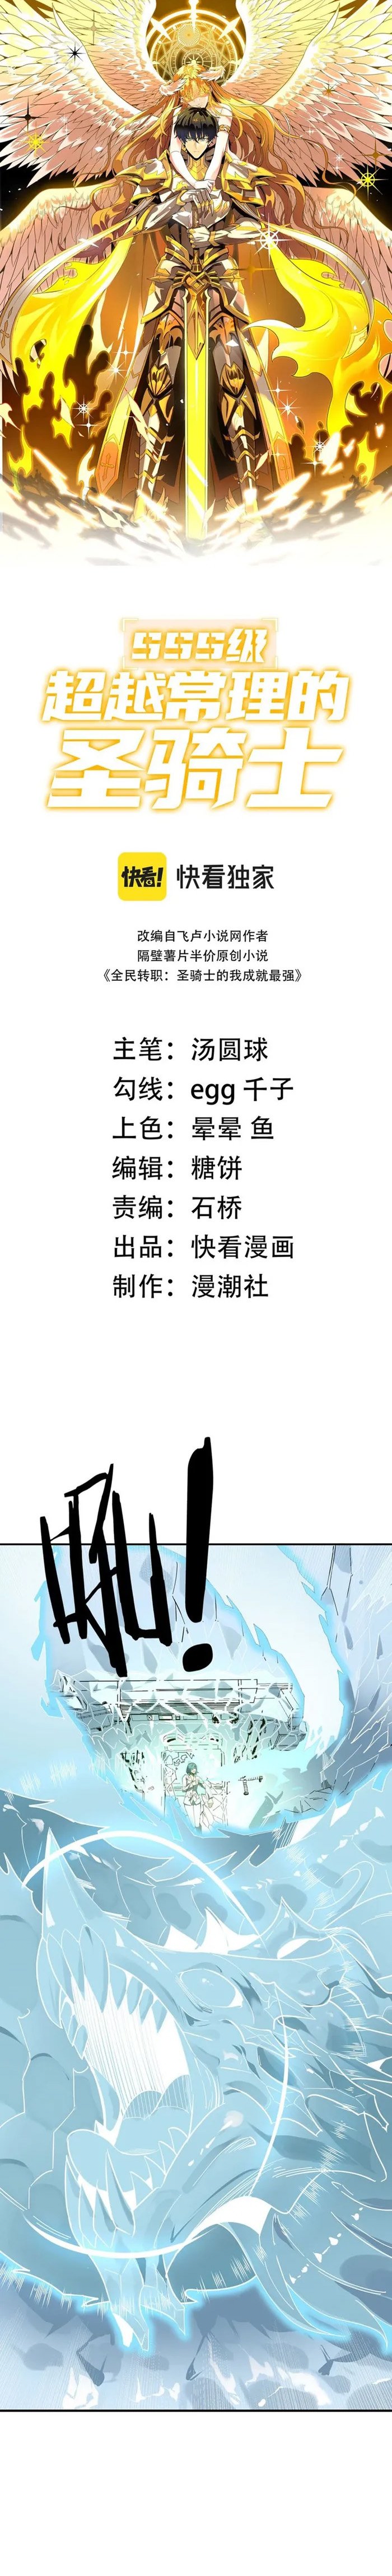 SSS级
超越常理的
圣骑士
快看! 快看独家
改编自飞卢小说网作者
隔壁薯片半价原创小说
《全民转职：圣骑士的我成就最强》
主笔：汤圆球
勾线：egg 千子
上色：晕晕 鱼
编辑：糖饼
责编：石桥
出品：快看漫画
制作：漫潮社
吼！